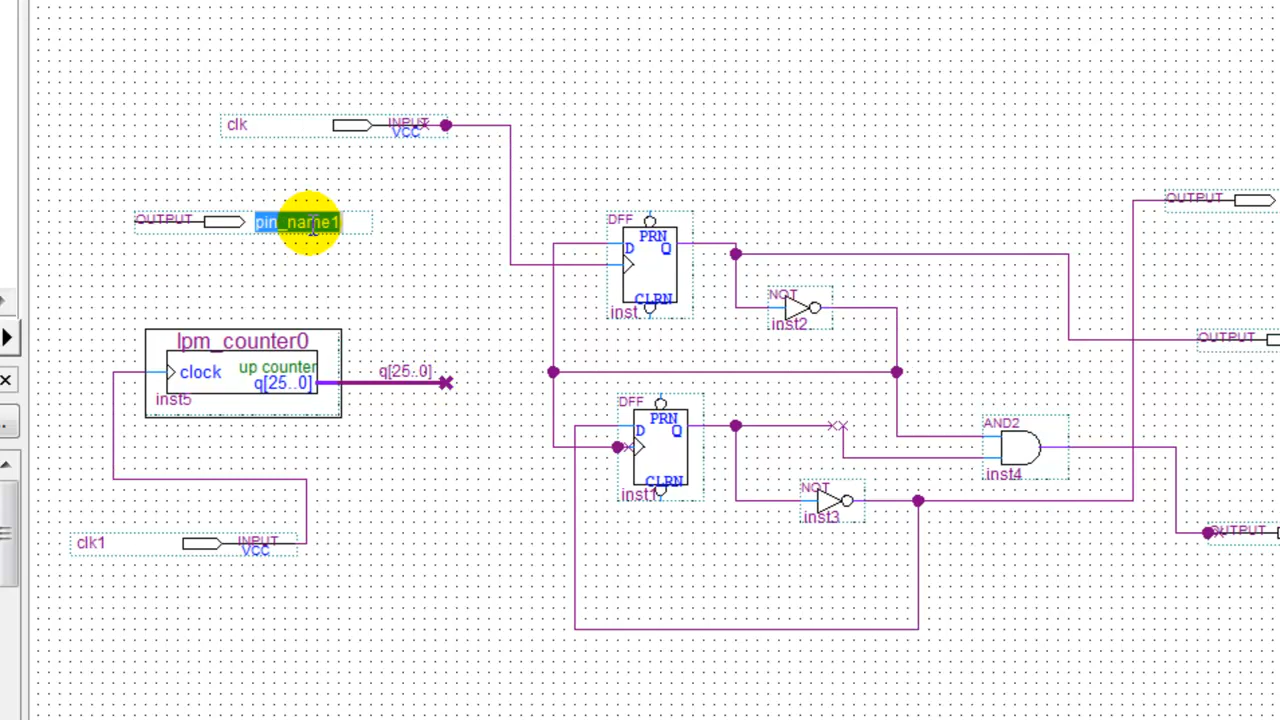 clk
INPUT
VCC
OUTPUT
pin_name1
lpm_counter0
clock
up counter
q[25..0]
inst5
q[25..0]
clk1
INPUT
VCC
DFF
PRN
D
Q
CLRN
inst
NOT
inst2
DFF
PRN
D
Q
CLRN
inst1
NOT
inst3
AND2
inst4
OUTPUT
OUTPUT
OUTPUT